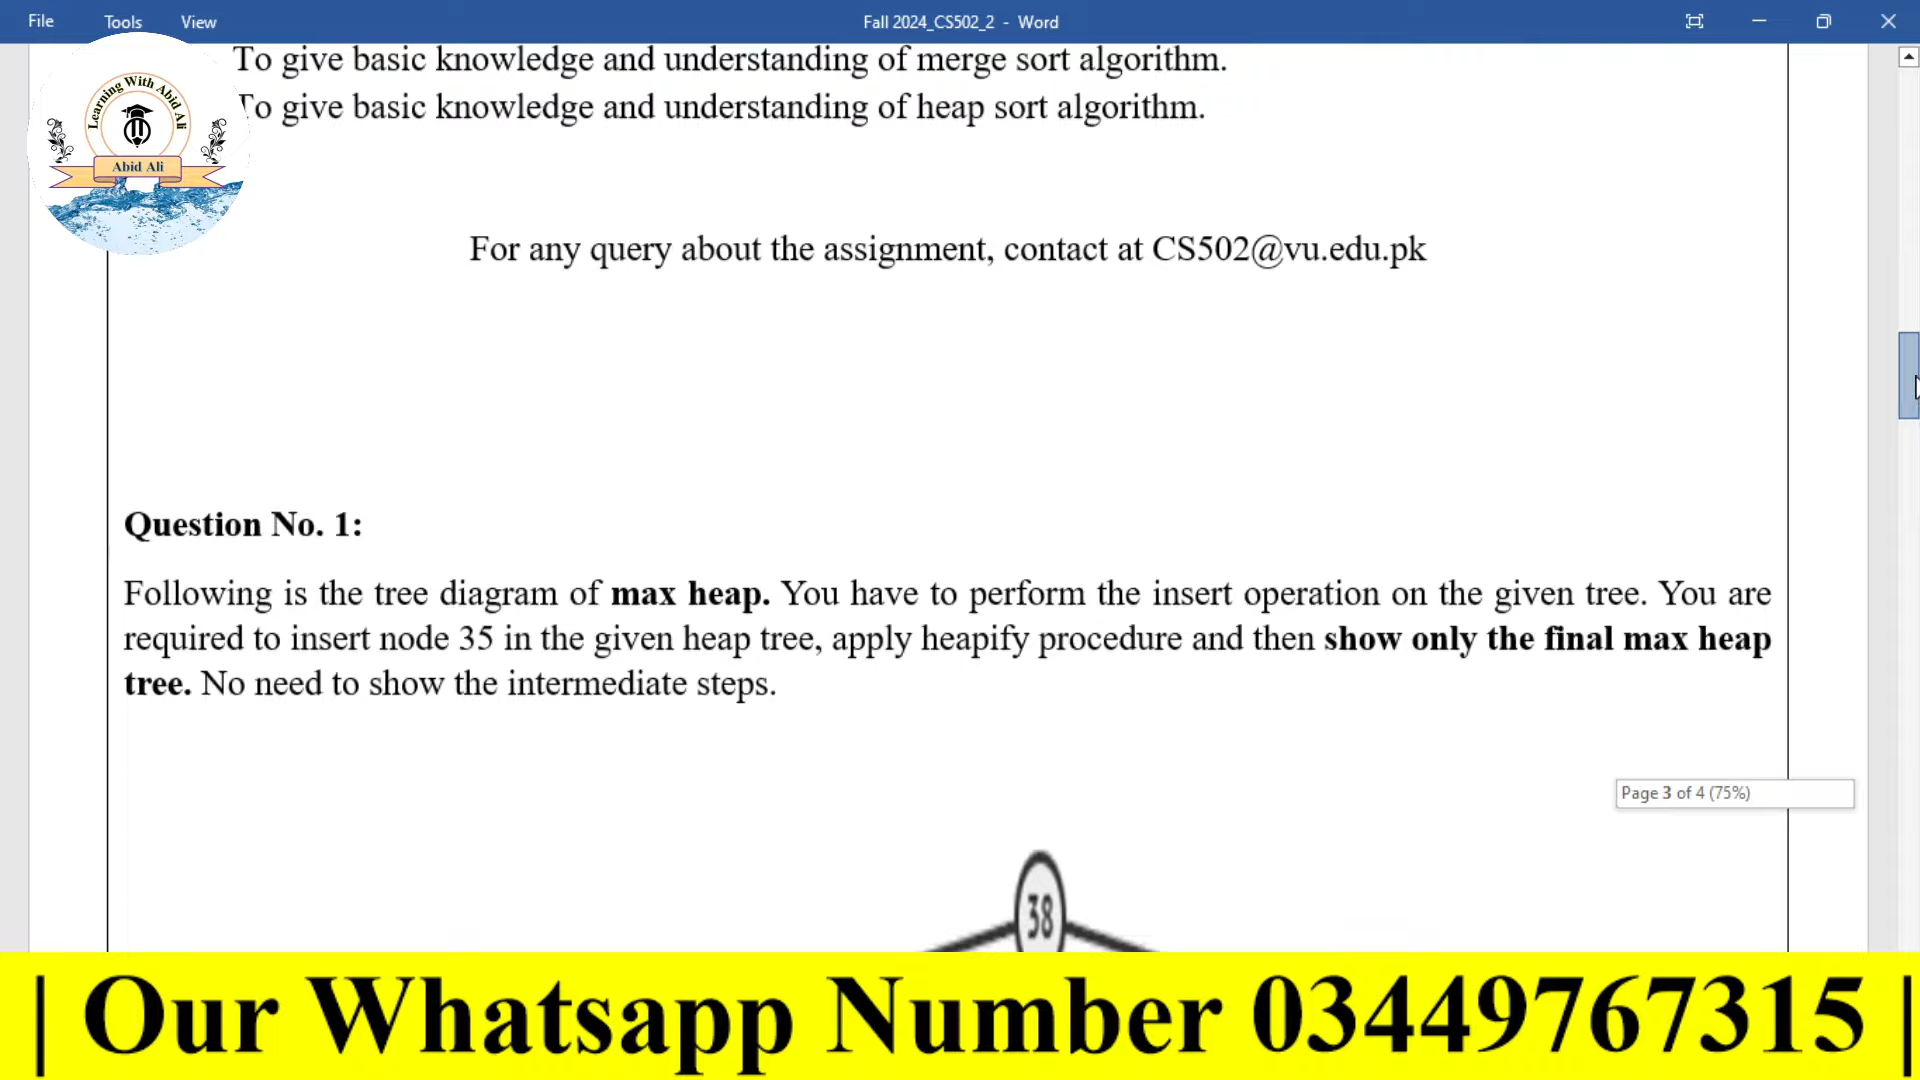 File Tools View Fall 2024_CS502_2 - Word
To give basic knowledge and understanding of merge sort algorithm.
To give basic knowledge and understanding of heap sort algorithm.
Learning With Abid Ali
Abid Ali
For any query about the assignment, contact at CS502@vu.edu.pk
Question No. 1:
Following is the tree diagram of max heap. You have to perform the insert operation on the given tree. You are
required to insert node 35 in the given heap tree, apply heapify procedure and then show only the final max heap
tree. No need to show the intermediate steps.
Page 3 of 4 (75%)
38
| Our Whatsapp Number 03449767315 |